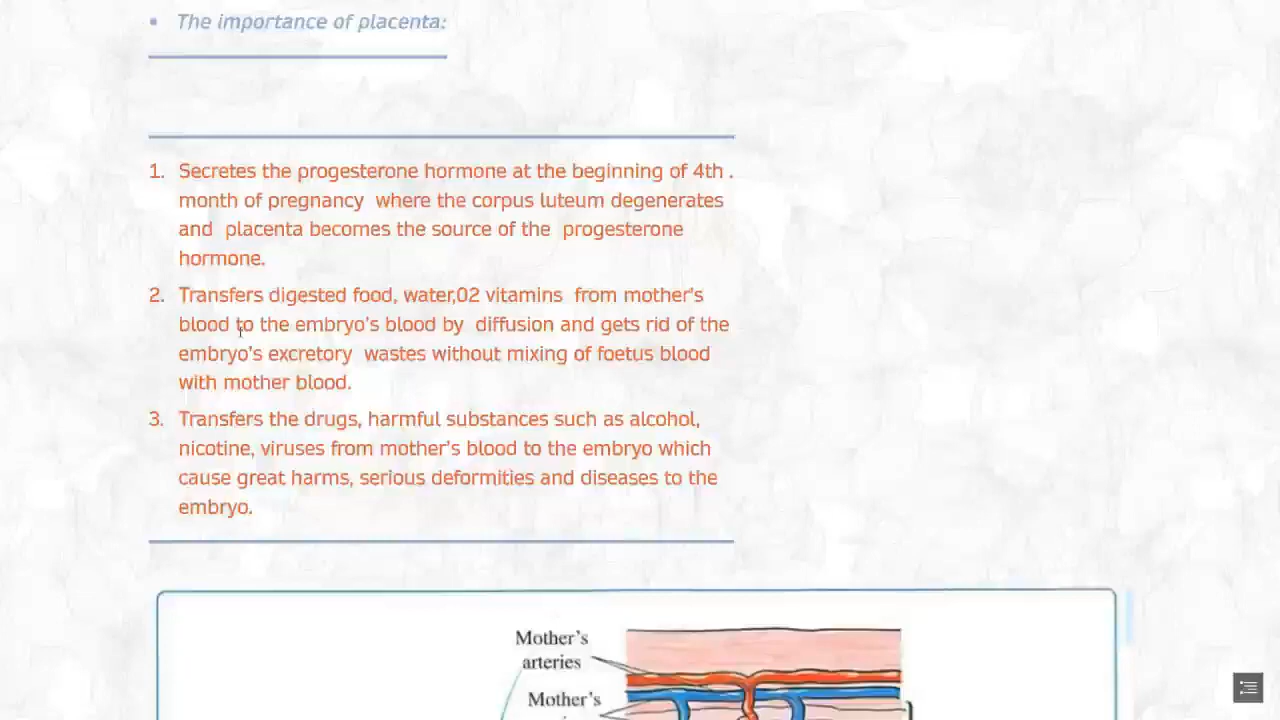 • The importance of placenta:
1. Secretes the progesterone hormone at the beginning of 4th .
month of pregnancy where the corpus luteum degenerates
and placenta becomes the source of the progesterone
hormone.
2. Transfers digested food, water,02 vitamins from mother's
blood to the embryo's blood by diffusion and gets rid of the
embryo's excretory wastes without mixing of foetus blood
with mother blood.
3. Transfers the drugs, harmful substances such as alcohol,
nicotine, viruses from mother's blood to the embryo which
cause great harms, serious deformities and diseases to the
embryo.
Mother's
arteries
Mother's